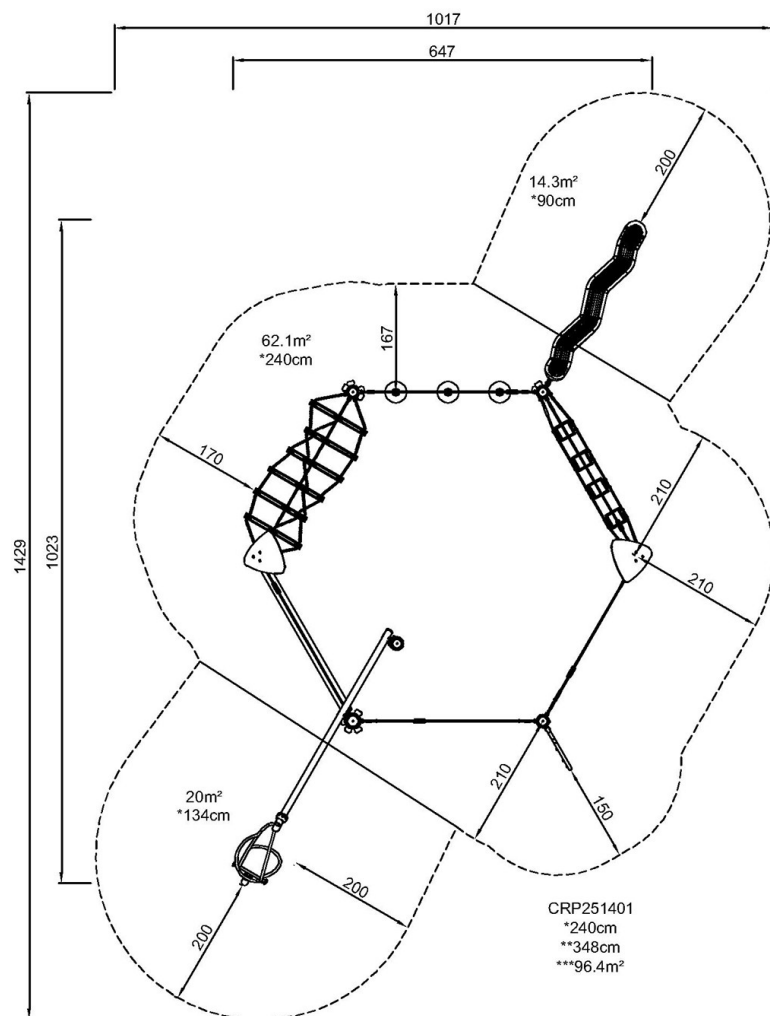 1017
647
200
14.3m²
*90cm
167
62.1m²
*240cm
170
210
210
1429
1023
210
150
20m²
*134cm
200
200
CRP251401
*240cm
**348cm
***96.4m²